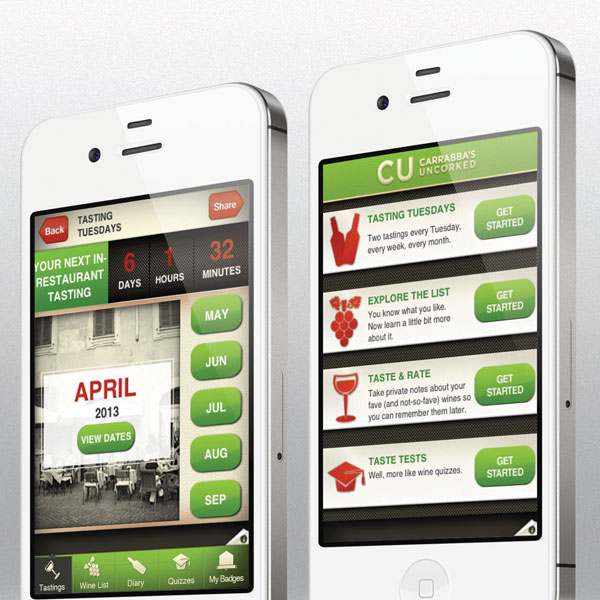 Back
TASTING
TUESDAYS
Share
YOUR NEXT IN-
RESTAURANT
TASTING
6
DAYS
1
HOURS
32
MINUTES
APRIL
2013
VIEW DATES
MAY
JUN
JUL
AUG
SEP
Tastings
Wine List
Diary
Quizzes
My Badges
CU CARRABBA'S
UNCORKED
TASTING TUESDAYS
Two tastings every Tuesday,
every week, every month.
GET
STARTED
EXPLORE THE LIST
You know what you like.
Now learn a little bit more
about it.
GET
STARTED
TASTE & RATE
Take private notes about your
fave (and not-so-fave) wines so
you can remember them later.
GET
STARTED
TASTE TESTS
Well, more like wine quizzes.
GET
STARTED